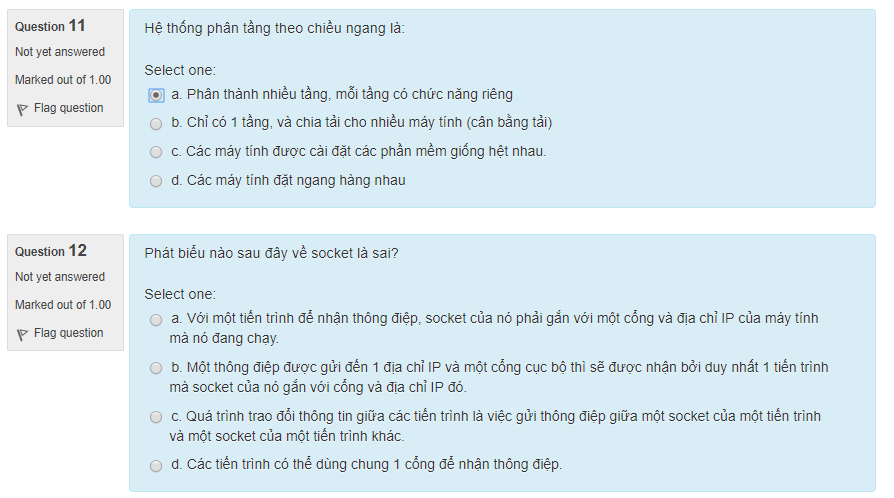 Question 11
Not yet answered
Marked out of 1.00
Flag question
Hệ thống phân tầng theo chiều ngang là:
Select one:
a. Phân thành nhiều tầng, mỗi tầng có chức năng riêng
b. Chỉ có 1 tầng, và chia tải cho nhiều máy tính (cân bằng tải)
c. Các máy tính được cài đặt các phần mềm giống hệt nhau.
d. Các máy tính đặt ngang hàng nhau
Question 12
Not yet answered
Marked out of 1.00
Flag question
Phát biểu nào sau đây về socket là sai?
Select one:
a. Với một tiến trình để nhận thông điệp, socket của nó phải gắn với một cổng và địa chỉ IP của máy tính
mà nó đang chạy.
b. Một thông điệp được gửi đến 1 địa chỉ IP và một cổng cục bộ thì sẽ được nhận bởi duy nhất 1 tiến trình
mà socket của nó gắn với cổng và địa chỉ IP đó.
c. Quá trình trao đổi thông tin giữa các tiến trình là việc gửi thông điệp giữa một socket của một tiến trình
và một socket của một tiến trình khác.
d. Các tiến trình có thể dùng chung 1 cổng để nhận thông điệp.